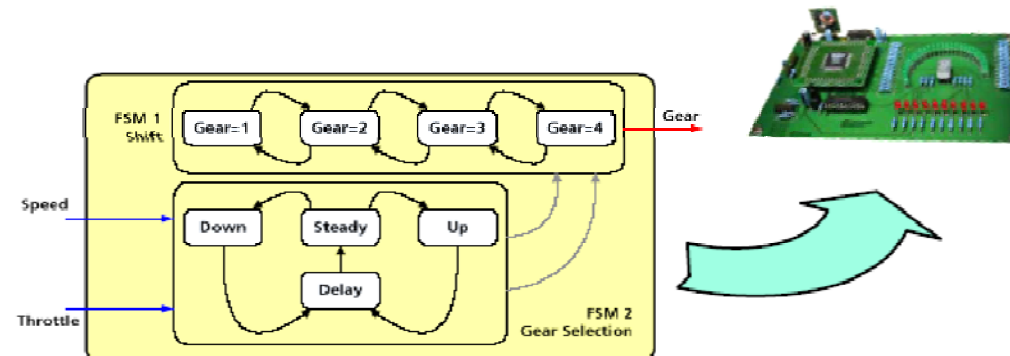 FSM 1
Shift
Gear=1
Gear=2
Gear=3
Gear=4
Gear
Speed
Throttle
Down
Steady
Up
Delay
FSM 2
Gear Selection